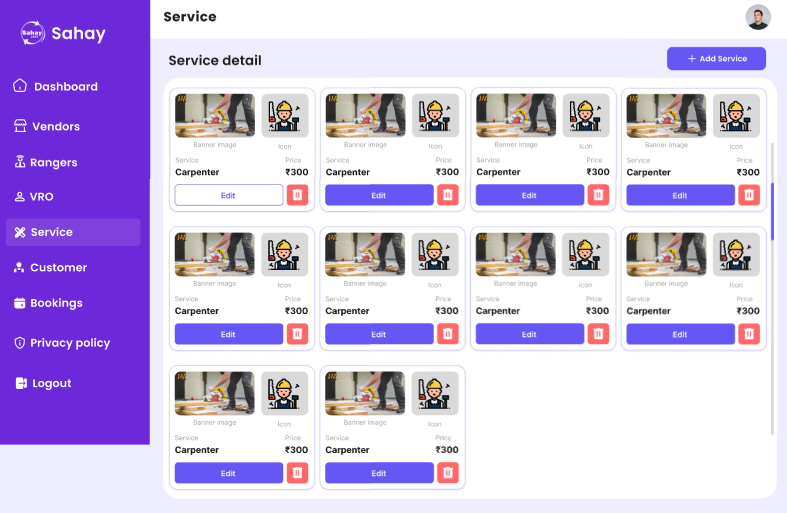 Sahay
Sahay
Service
Service detail
+ Add Service
Dashboard
Vendors
Rangers
VRO
Service
Customer
Bookings
Privacy policy
Logout
Banner image Icon
Service Price
Carpenter ₹300
Edit
Banner image Icon
Service Price
Carpenter ₹300
Edit
Banner image Icon
Service Price
Carpenter ₹300
Edit
Banner image Icon
Service Price
Carpenter ₹300
Edit
Banner image Icon
Service Price
Carpenter ₹300
Edit
Banner image Icon
Service Price
Carpenter ₹300
Edit
Banner image Icon
Service Price
Carpenter ₹300
Edit
Banner image Icon
Service Price
Carpenter ₹300
Edit
Banner image Icon
Service Price
Carpenter ₹300
Edit
Banner image Icon
Service Price
Carpenter ₹300
Edit